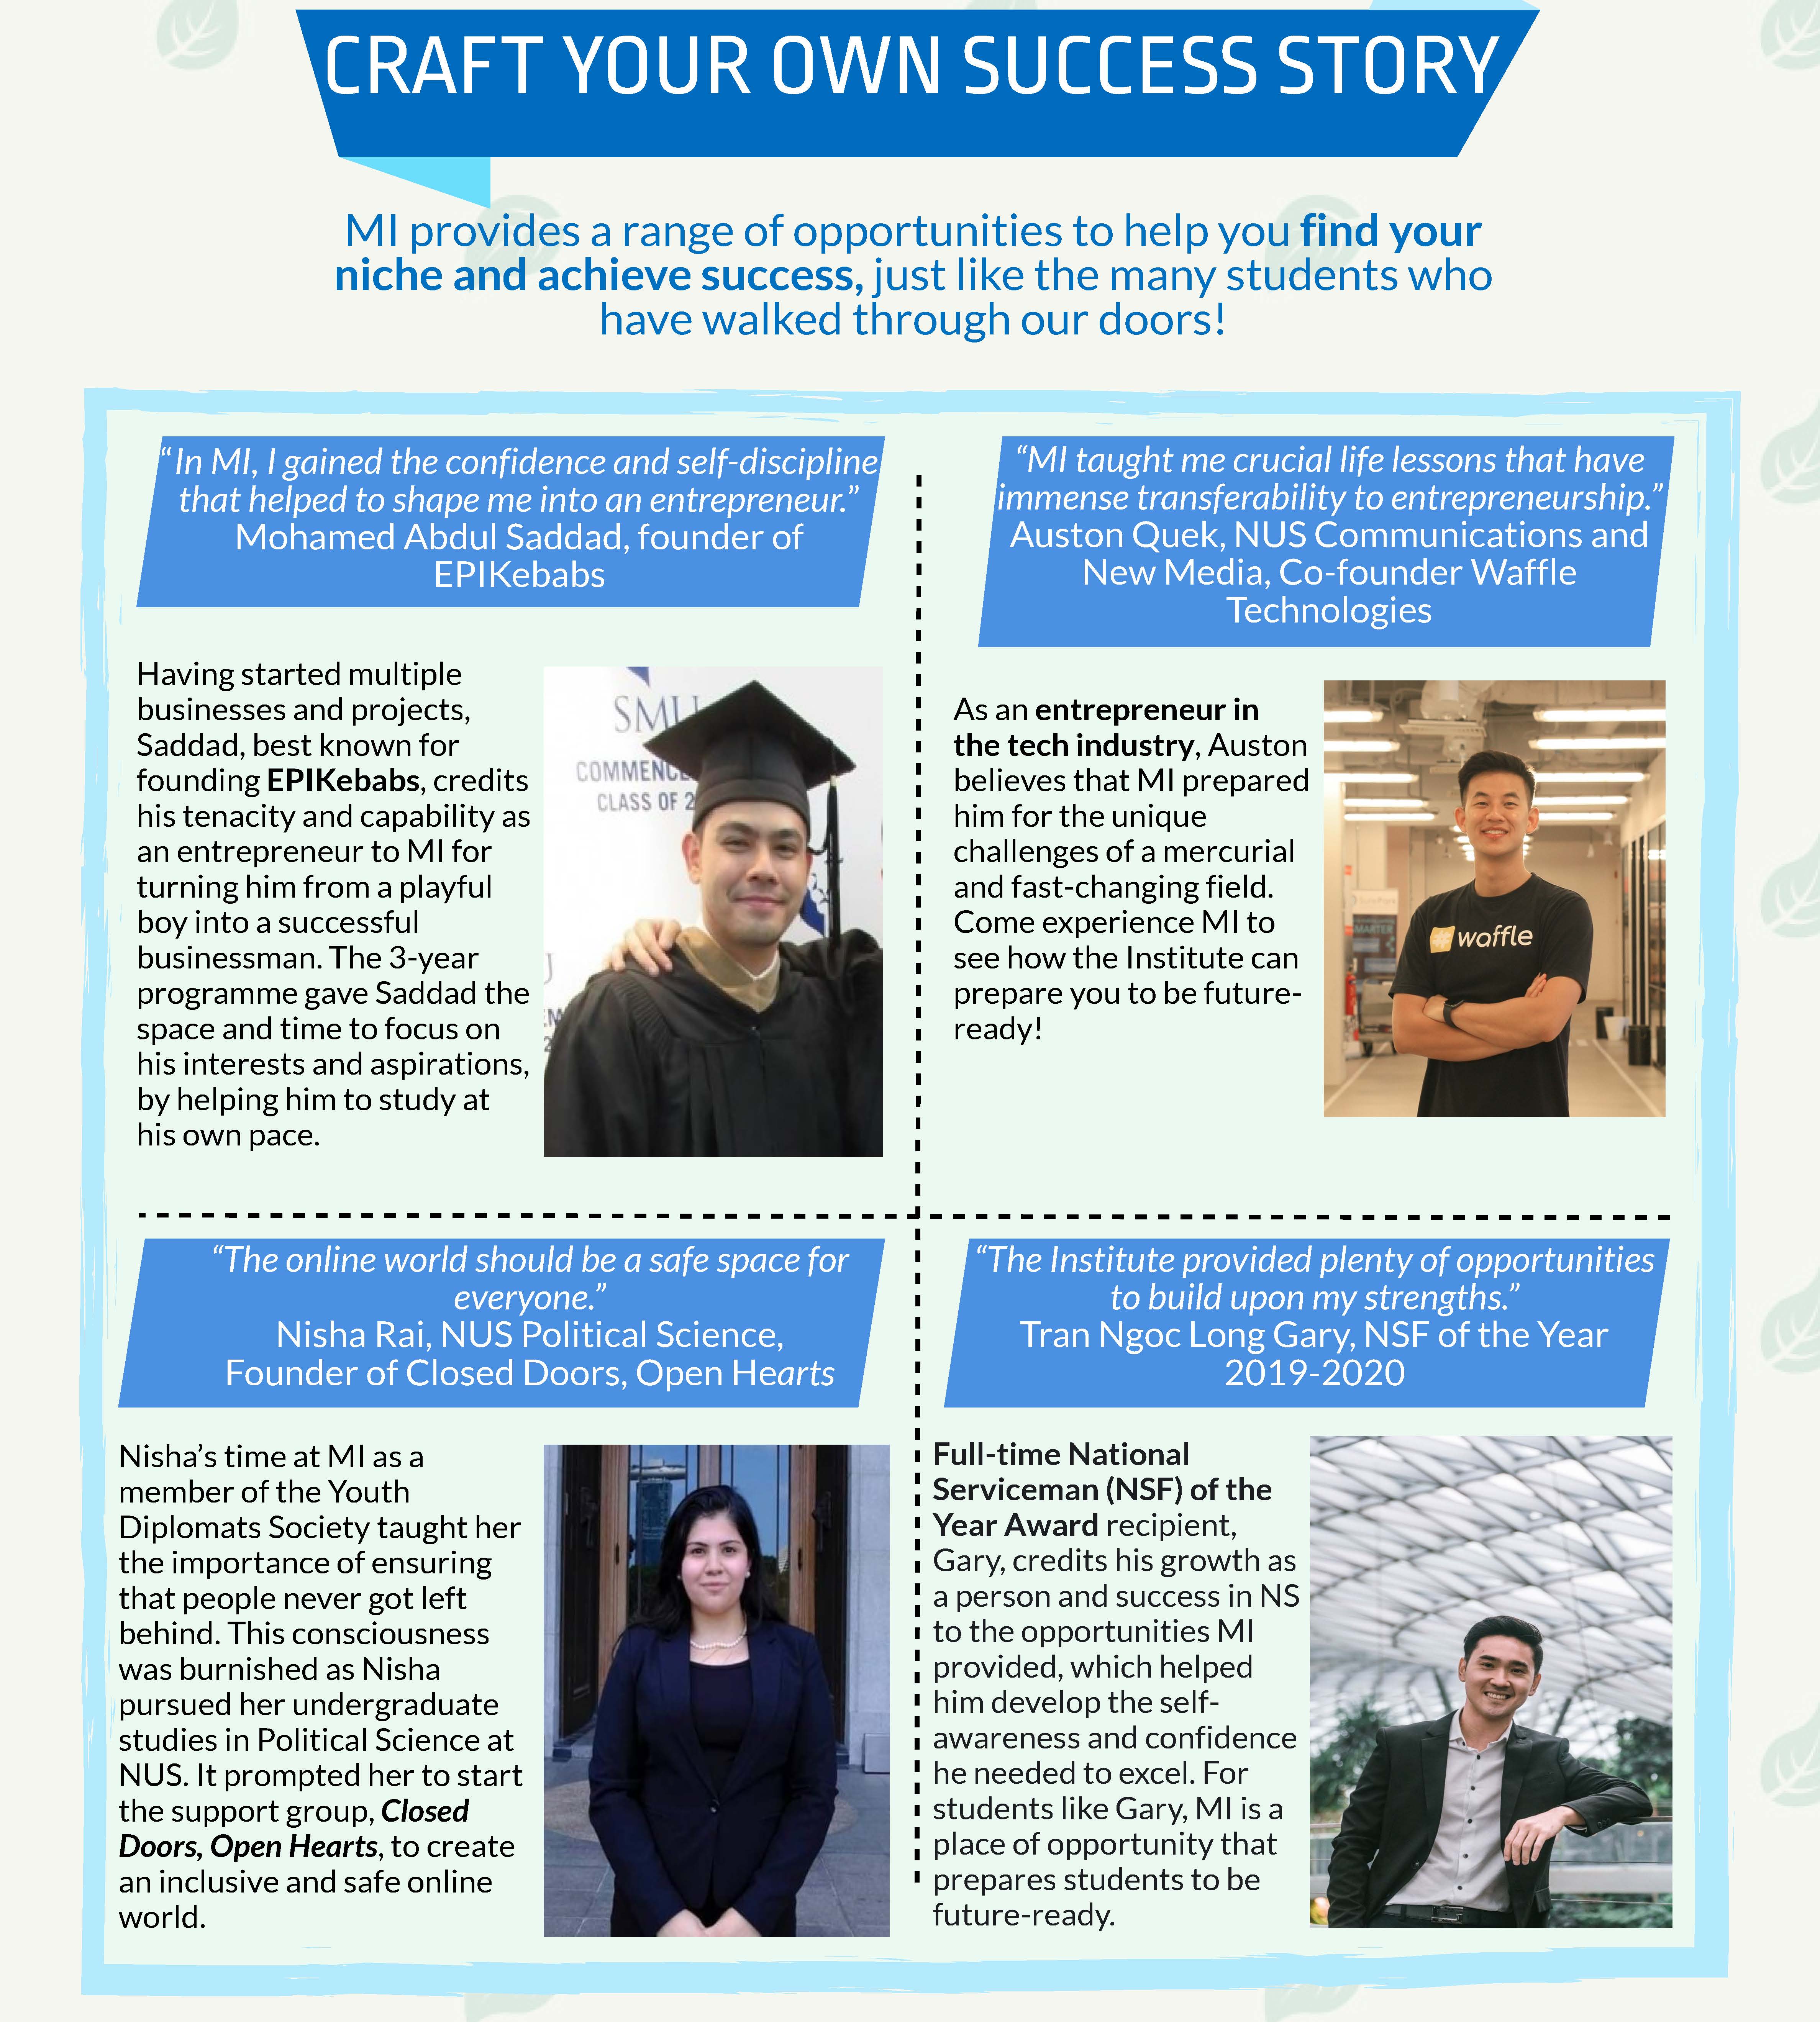 CRAFT YOUR OWN SUCCESS STORY
MI provides a range of opportunities to help you find your
niche and achieve success, just like the many students who
have walked through our doors!
“In MI, I gained the confidence and self-discipline
that helped to shape me into an entrepreneur.”
Mohamed Abdul Saddad, founder of
EPIKebabs
Having started multiple
businesses and projects,
Saddad, best known for
founding EPIKebabs, credits
his tenacity and capability as
an entrepreneur to MI for
turning him from a playful
boy into a successful
businessman. The 3-year
programme gave Saddad the
space and time to focus on
his interests and aspirations,
by helping him to study at
his own pace.
SMU
COMMENC
CLASS OF 2
“MI taught me crucial life lessons that have
immense transferability to entrepreneurship.”
Auston Quek, NUS Communications and
New Media, Co-founder Waffle
Technologies
As an entrepreneur in
the tech industry, Auston
believes that MI prepared
him for the unique
challenges of a mercurial
and fast-changing field.
Come experience MI to
see how the Institute can
prepare you to be future-
ready!
waffle
“The online world should be a safe space for
everyone.”
Nisha Rai, NUS Political Science,
Founder of Closed Doors, Open Hearts
Nisha’s time at MI as a
member of the Youth
Diplomats Society taught her
the importance of ensuring
that people never got left
behind. This consciousness
was burnished as Nisha
pursued her undergraduate
studies in Political Science at
NUS. It prompted her to start
the support group, Closed
Doors, Open Hearts, to create
an inclusive and safe online
world.
“The Institute provided plenty of opportunities
to build upon my strengths.”
Tran Ngoc Long Gary, NSF of the Year
2019-2020
Full-time National
Serviceman (NSF) of the
Year Award recipient,
Gary, credits his growth as
a person and success in NS
to the opportunities MI
provided, which helped
him develop the self-
awareness and confidence
he needed to excel. For
students like Gary, MI is a
place of opportunity that
prepares students to be
future-ready.